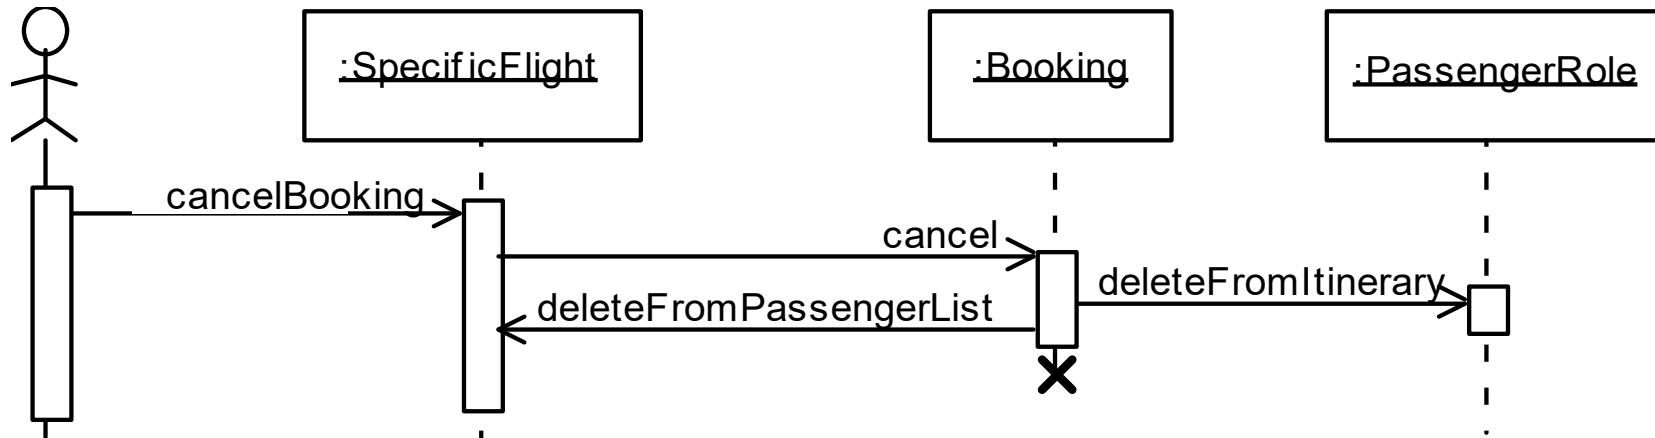 :SpecificFlight
:Booking
:PassengerRole
cancelBooking
cancel
deleteFromItinerary
deleteFromPassengerList